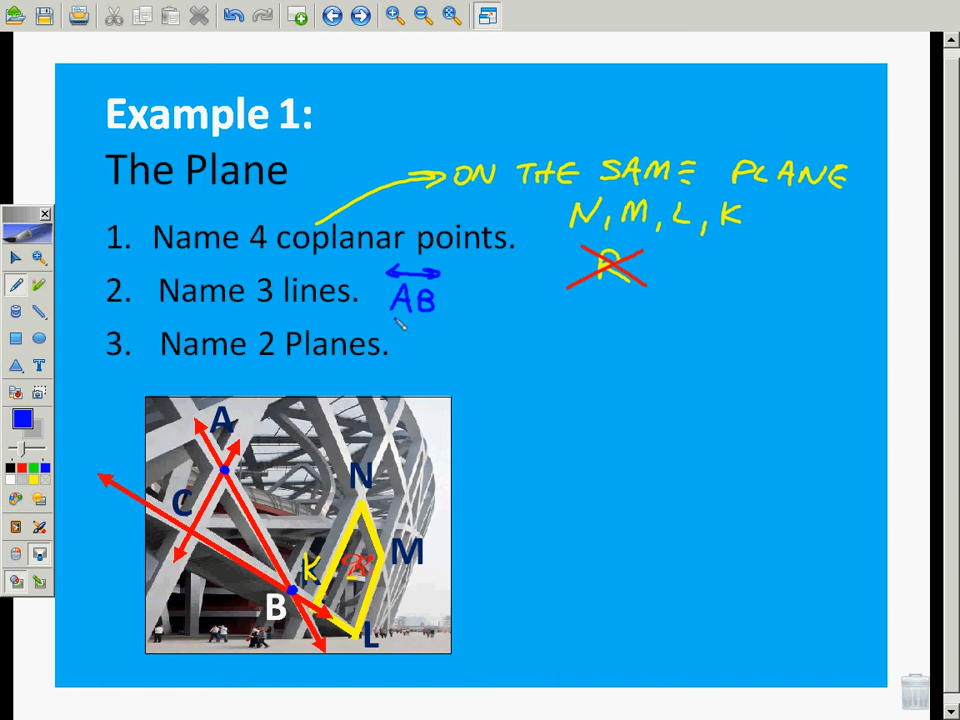 Example 1:
The Plane
ON THE SAME PLANE
N, M, L, K
1. Name 4 coplanar points.
R
2. Name 3 lines.
AB
3. Name 2 Planes.
A
N
C
M
K
R
B
L
T